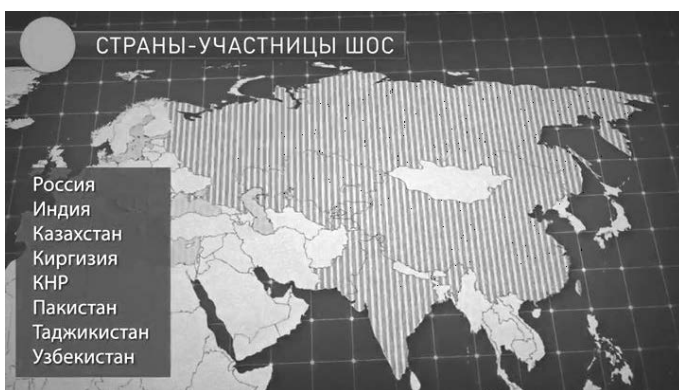 СТРАНЫ-УЧАСТНИЦЫ ШОС
Россия
Индия
Казахстан
Киргизия
КНР
Пакистан
Таджикистан
Узбекистан